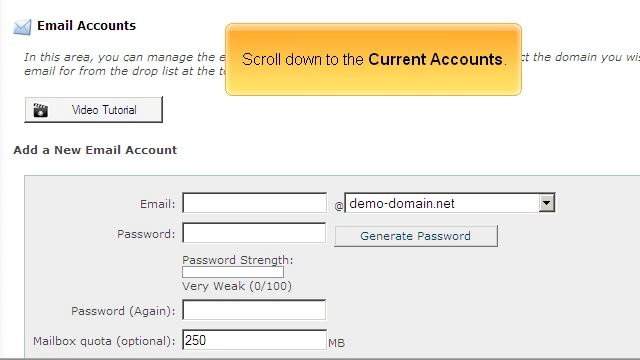 Email Accounts
In this area, you can manage the e
ct the domain you wis
email for from the drop list at the t
Scroll down to the Current Accounts.
Video Tutorial
Add a New Email Account
Email: @ demo-domain.net
Password: Generate Password
Password Strength:
Very Weak (0/100)
Password (Again):
Mailbox quota (optional): 250 MB